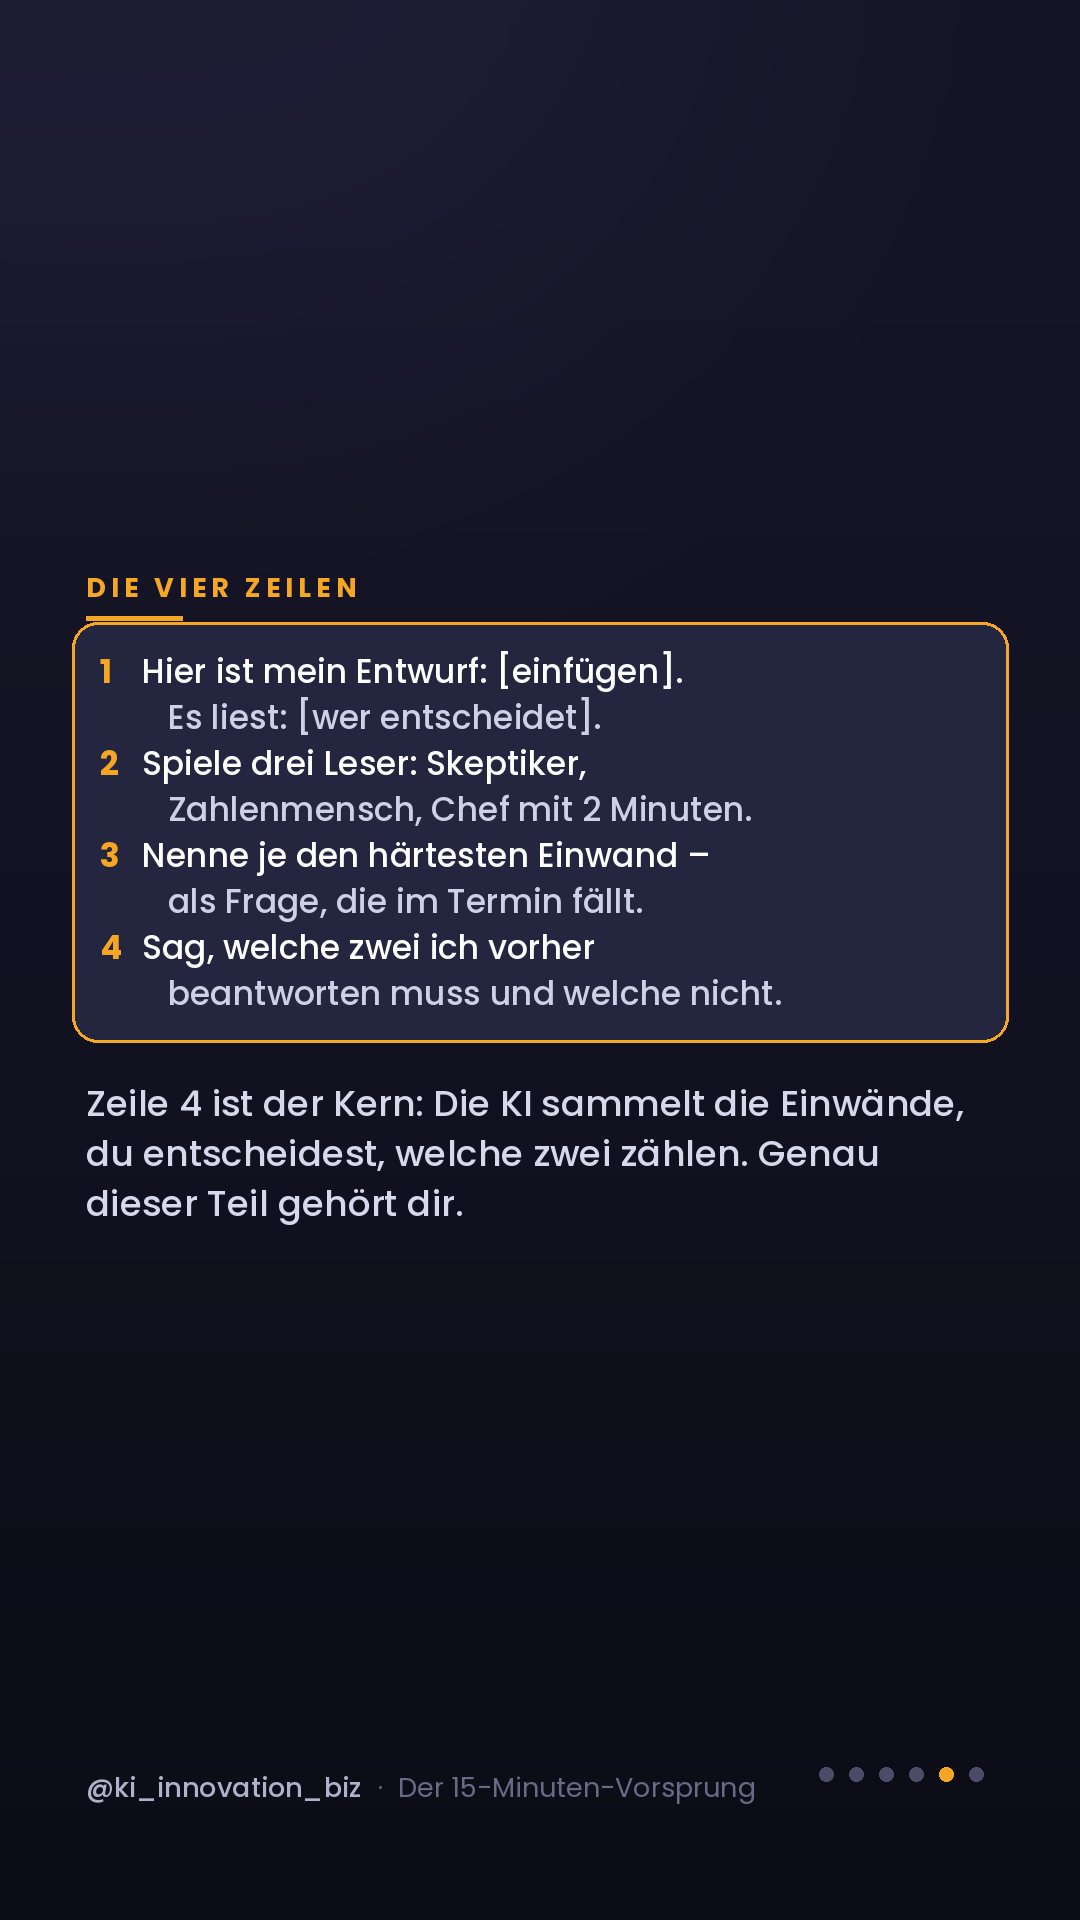 DIE VIER ZEILEN
1 Hier ist mein Entwurf: [einfügen].
Es liest: [wer entscheidet].
2 Spiele drei Leser: Skeptiker,
Zahlenmensch, Chef mit 2 Minuten.
3 Nenne je den härtesten Einwand –
als Frage, die im Termin fällt.
4 Sag, welche zwei ich vorher
beantworten muss und welche nicht.
Zeile 4 ist der Kern: Die KI sammelt die Einwände,
du entscheidest, welche zwei zählen. Genau
dieser Teil gehört dir.
@ki_innovation_biz · Der 15-Minuten-Vorsprung